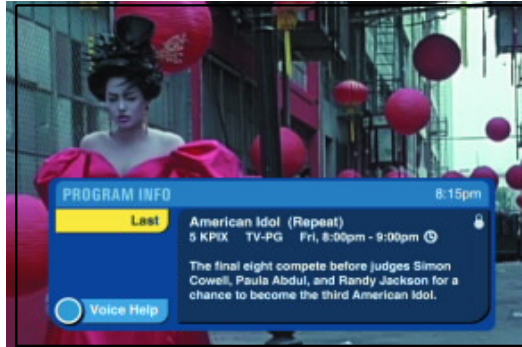 PROGRAM INFO 8:15pm
Last
American Idol (Repeat)
5 KPIX TV-PG Fri, 8:00pm - 9:00pm
The final eight compete before judges Simon
Cowell, Paula Abdul, and Randy Jackson for a
chance to become the third American Idol.
Voice Help